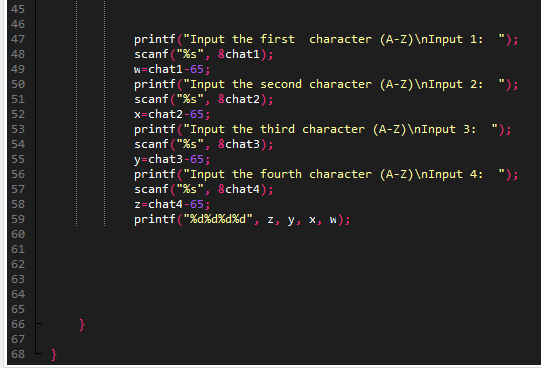 45
46
47 printf("Input the first  character (A-Z)\nInput 1:  ");
48 scanf("%s", &chat1);
49 w=chat1-65;
50 printf("Input the second character (A-Z)\nInput 2:  ");
51 scanf("%s", &chat2);
52 x=chat2-65;
53 printf("Input the third character (A-Z)\nInput 3:  ");
54 scanf("%s", &chat3);
55 y=chat3-65;
56 printf("Input the fourth character (A-Z)\nInput 4:  ");
57 scanf("%s", &chat4);
58 z=chat4-65;
59 printf("%d%d%d%d", z, y, x, w);
60
61
62
63
64
65
66 }
67
68 }